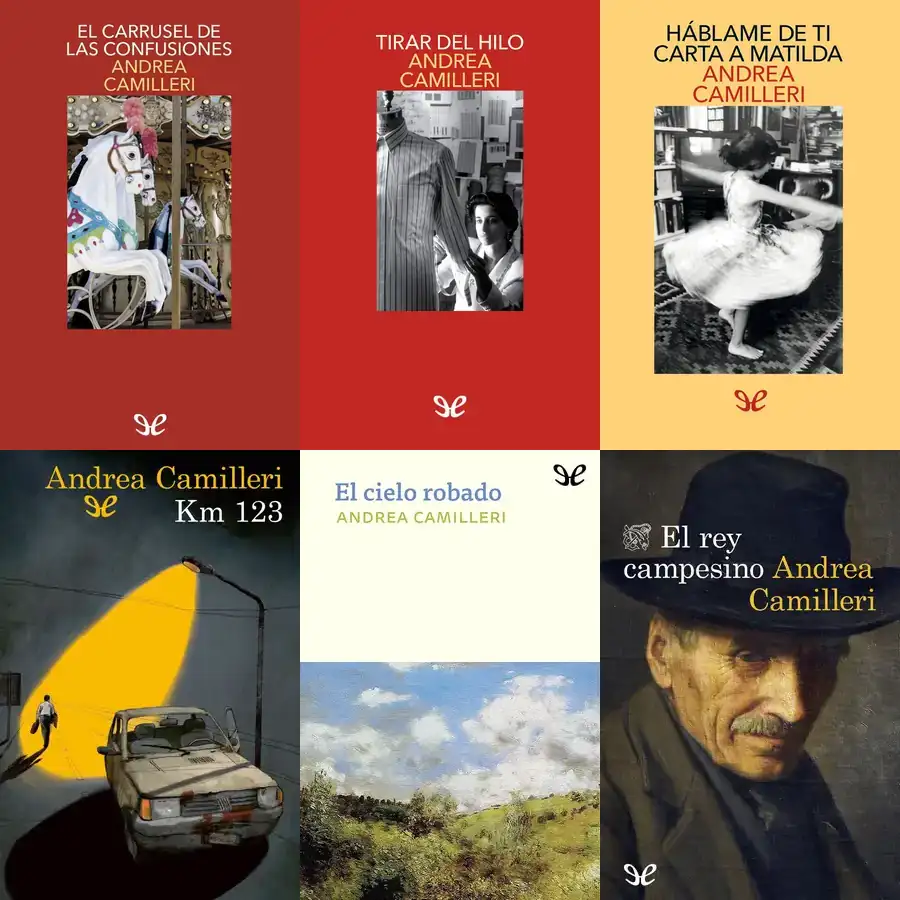 EL CARRUSEL DE
LAS CONFUSIONES
ANDREA
CAMILLERI
TIRAR DEL HILO
ANDREA
CAMILLERI
HÁBLAME DE TI
CARTA A MATILDA
ANDREA
CAMILLERI
Andrea Camilleri
Km 123
El cielo robado
ANDREA CAMILLERI
El rey
campesino Andrea
Camilleri